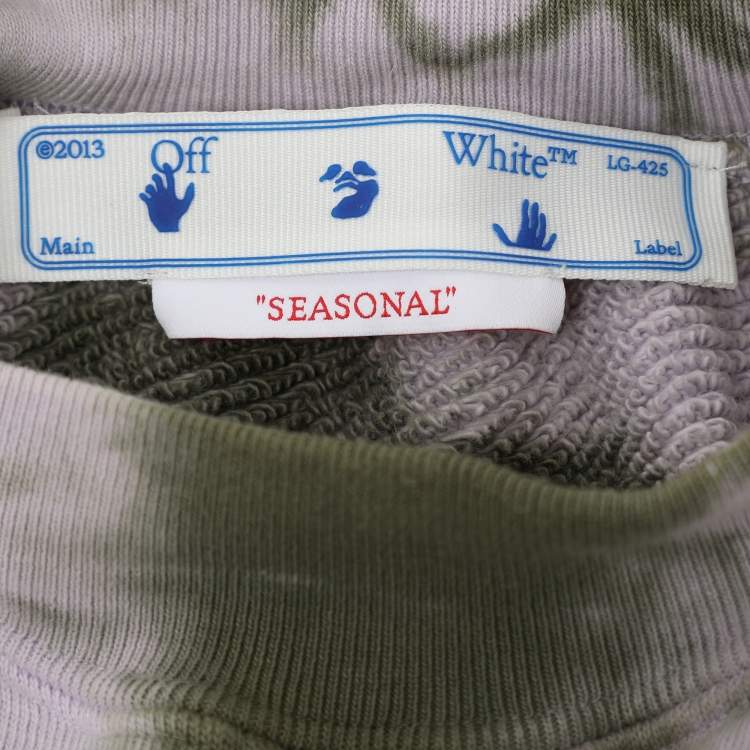 ©2013 Off White™ LG-425
Main Label
"SEASONAL"